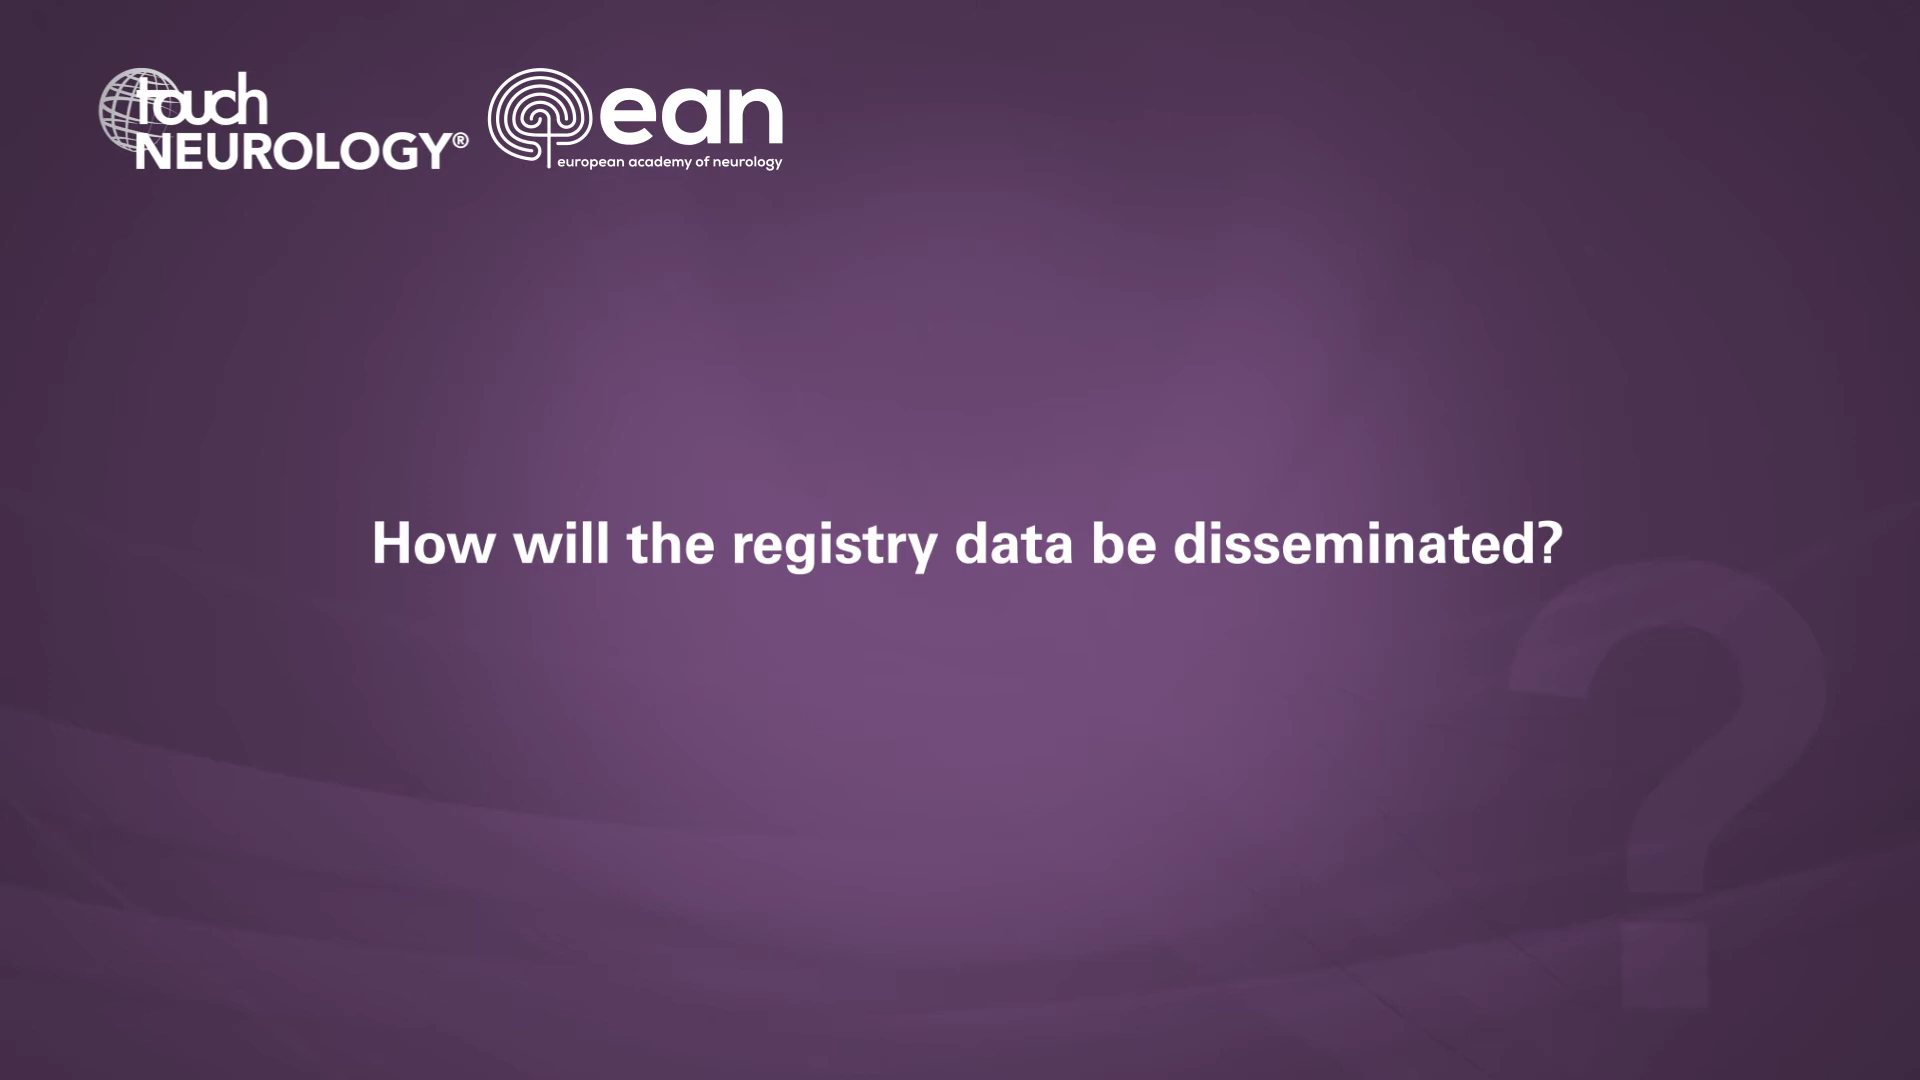 touch
NEUROLOGY®
ean
european academy of neurology
How will the registry data be disseminated?
?